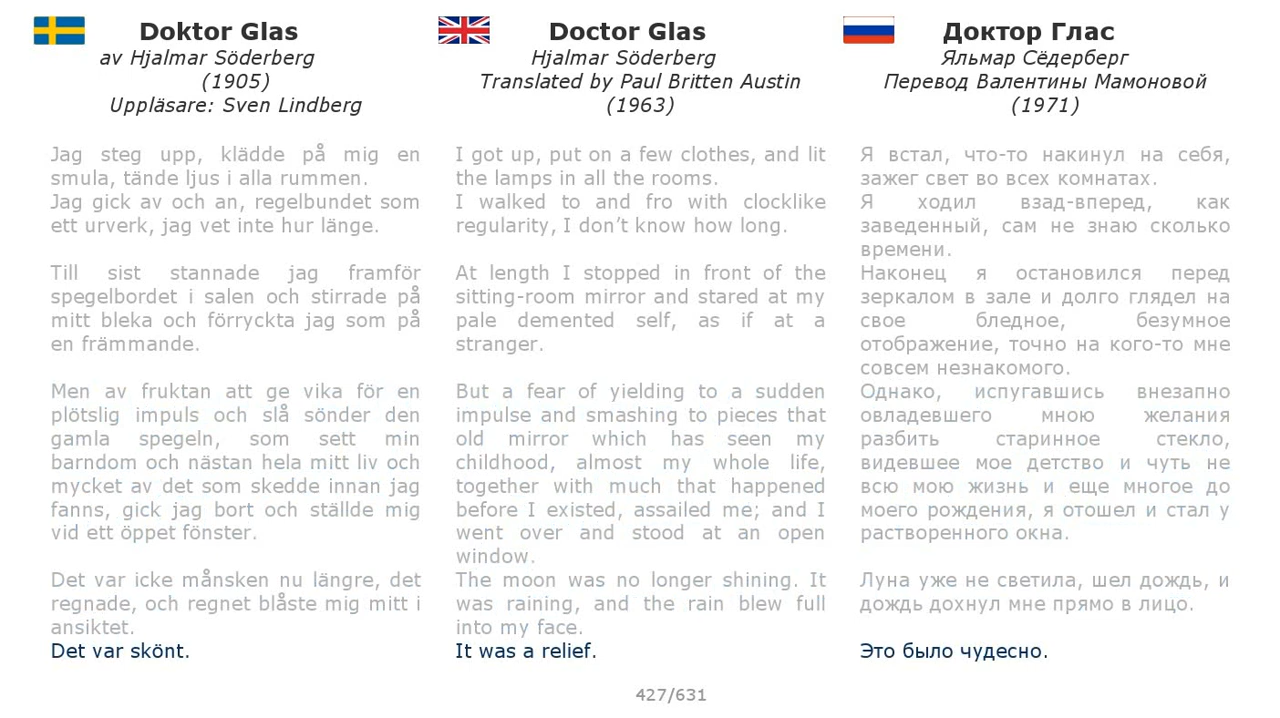 Doktor Glas
av Hjalmar Söderberg
(1905)
Uppläsare: Sven Lindberg
Jag steg upp, klädde på mig en
smula, tände ljus i alla rummen.
Jag gick av och an, regelbundet som
ett urverk, jag vet inte hur länge.
Till sist stannade jag framför
spegelbordet i salen och stirrade på
mitt bleka och förryckta jag som på
en främmande.
Men av fruktan att ge vika för en
plötslig impuls och slå sönder den
gamla spegeln, som sett min
barndom och nästan hela mitt liv och
mycket av det som skedde innan jag
fanns, gick jag bort och ställde mig
vid ett öppet fönster.
Det var icke månsken nu längre, det
regnade, och regnet blåste mig mitt i
ansiktet.
Det var skönt.
Doctor Glas
Hjalmar Söderberg
Translated by Paul Britten Austin
(1963)
I got up, put on a few clothes, and lit
the lamps in all the rooms.
I walked to and fro with clocklike
regularity, I don’t know how long.
At length I stopped in front of the
sitting-room mirror and stared at my
pale demented self, as if at a
stranger.
But a fear of yielding to a sudden
impulse and smashing to pieces that
old mirror which has seen my
childhood, almost my whole life,
together with much that happened
before I existed, assailed me; and I
went over and stood at an open
window.
The moon was no longer shining. It
was raining, and the rain blew full
into my face.
It was a relief.
Доктор Глас
Яльмар Сёдерберг
Перевод Валентины Мамоновой
(1971)
Я встал, что-то накинул на себя,
зажег свет во всех комнатах.
Я ходил взад-вперед, как
заведенный, сам не знаю сколько
времени.
Наконец я остановился перед
зеркалом в зале и долго глядел на
свое бледное, безумное
отображение, точно на кого-то мне
совсем незнакомого.
Однако, испугавшись внезапно
овладевшего мною желания
разбить старинное стекло,
видевшее мое детство и чуть не
всю мою жизнь и еще многое до
моего рождения, я отошел и стал у
растворенного окна.
Луна уже не светила, шел дождь, и
дождь дохнул мне прямо в лицо.
Это было чудесно.
427/631